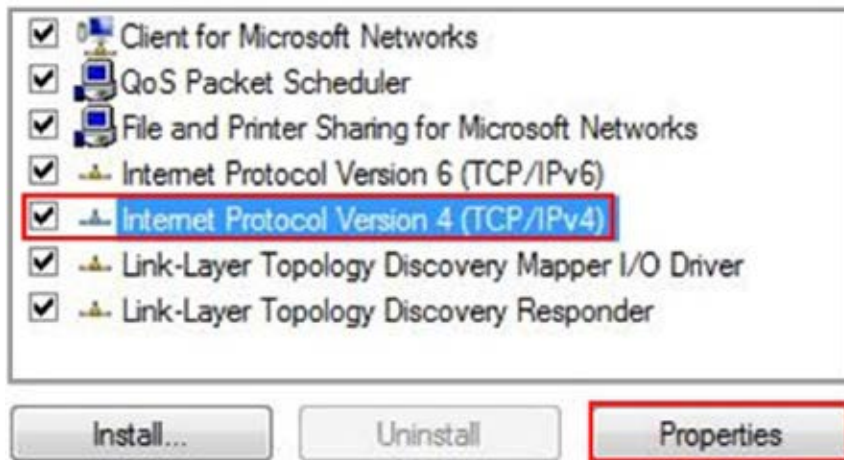 Client for Microsoft Networks
QoS Packet Scheduler
File and Printer Sharing for Microsoft Networks
Internet Protocol Version 6 (TCP/IPv6)
Internet Protocol Version 4 (TCP/IPv4)
Link-Layer Topology Discovery Mapper I/O Driver
Link-Layer Topology Discovery Responder
Install... Uninstall Properties